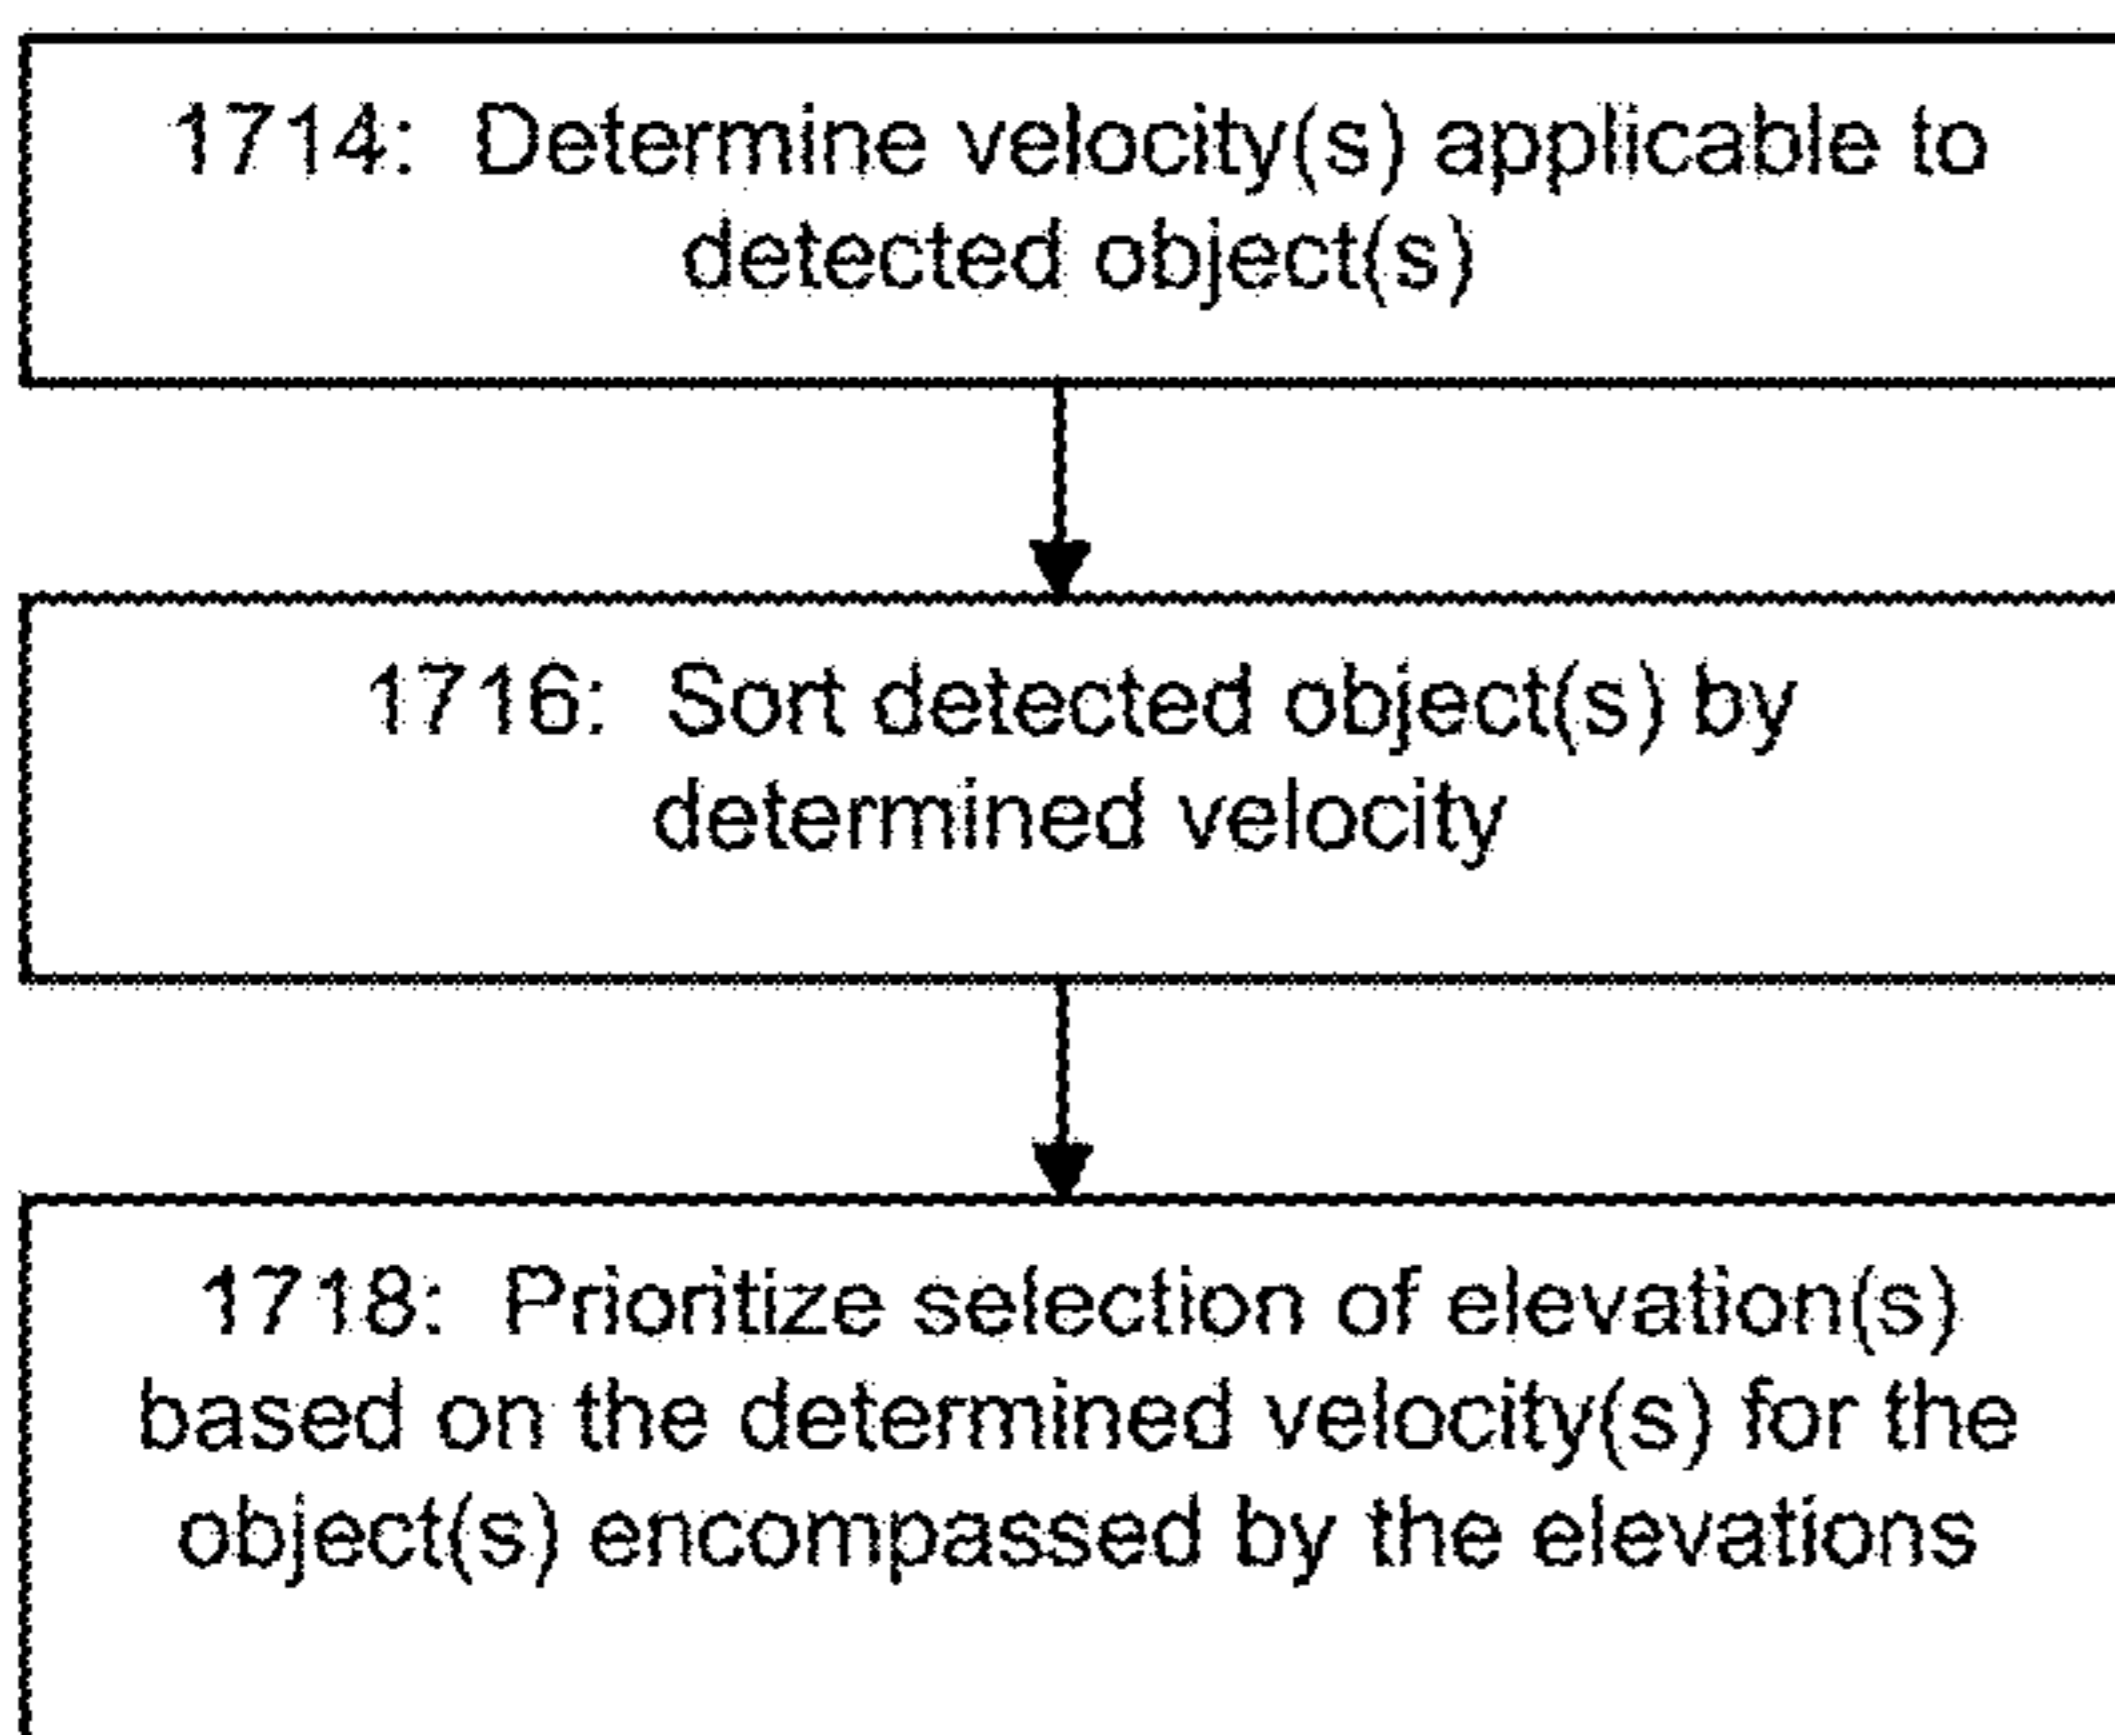 1714: Determine velocity(s) applicable to
detected object(s)
1716: Sort detected object(s) by
determined velocity
1718: Prioritize selection of elevation(s)
based on the determined velocity(s) for the
object(s) encompassed by the elevations